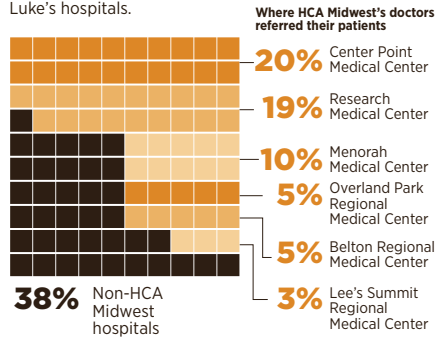 Luke's hospitals.
Where HCA Midwest's doctors
referred their patients
20% Center Point
Medical Center
19% Research
Medical Center
10% Menorah
Medical Center
5% Overland Park
Regional
Medical Center
5% Belton Regional
Medical Center
3% Lee's Summit
Regional
Medical Center
38% Non-HCA
Midwest
hospitals